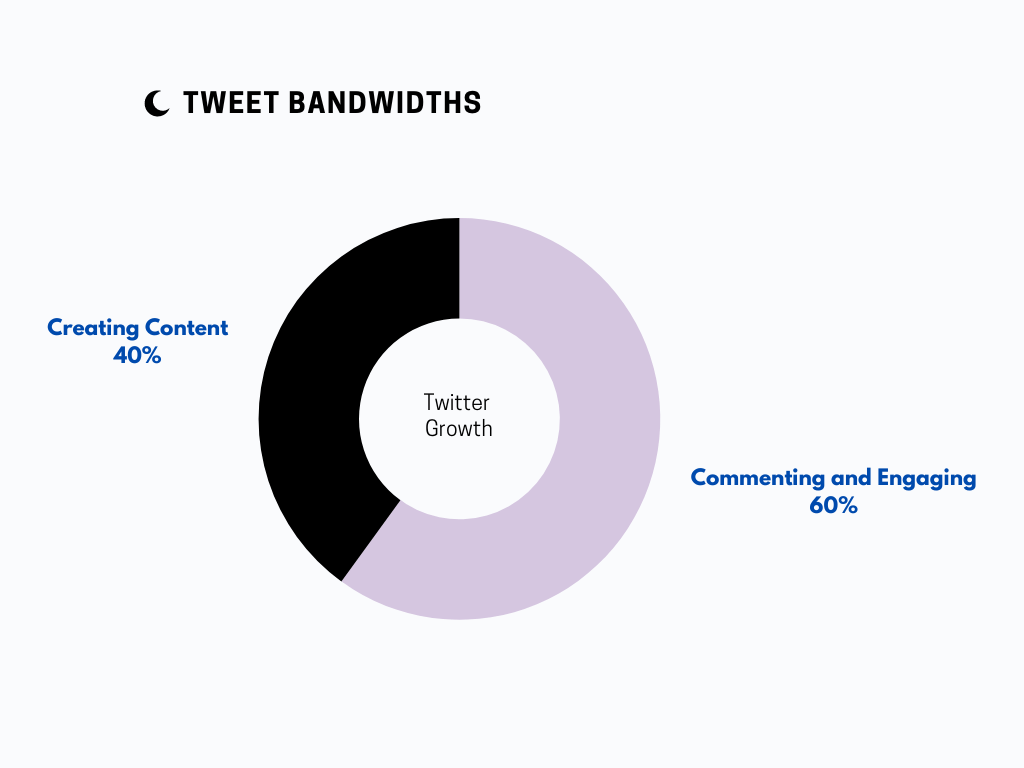 TWEET BANDWIDTHS
Creating Content
40%
Twitter
Growth
Commenting and Engaging
60%